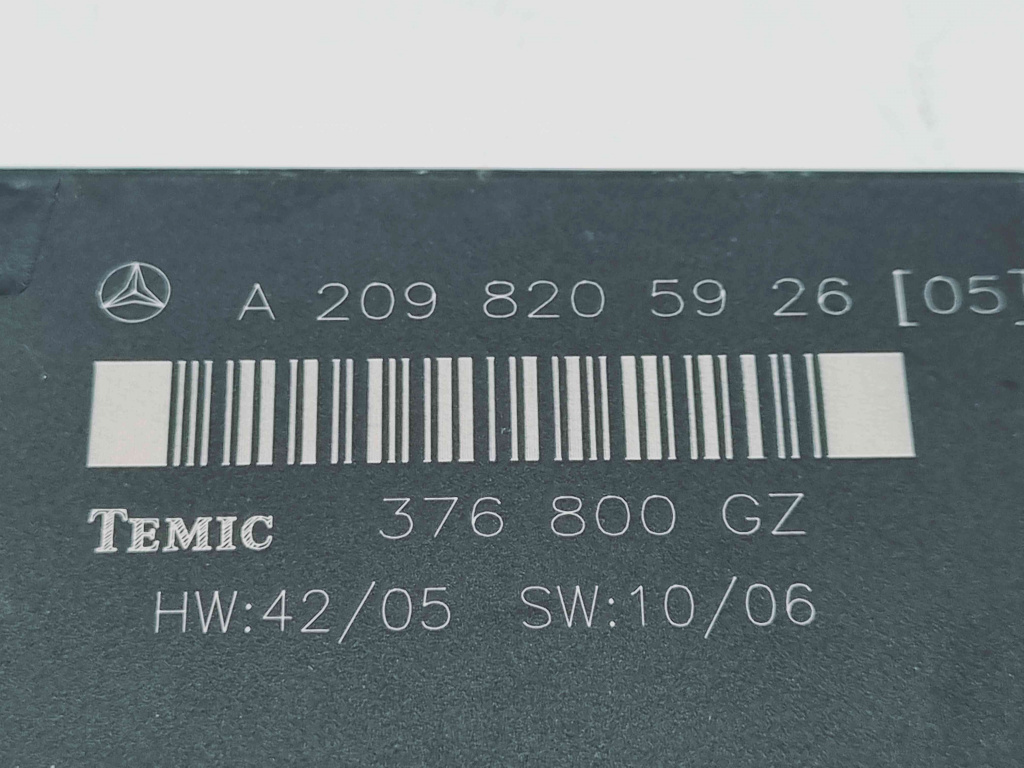 A 209 820 59 26 [05]
TEMIC 376 800 GZ
HW:42/05 SW:10/06